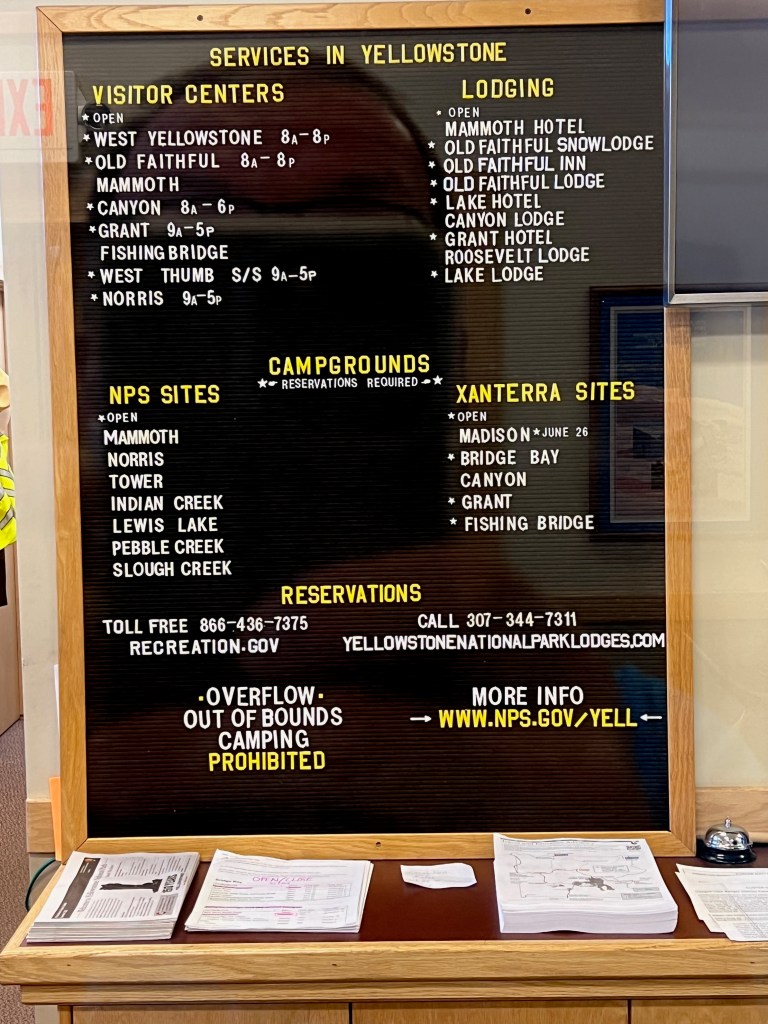 SERVICES IN YELLOWSTONE
VISITOR CENTERS
*OPEN
*WEST YELLOWSTONE 8A-8P
*OLD FAITHFUL 8A-8P
MAMMOTH
*CANYON 8A-6P
*GRANT 9A-5P
FISHING BRIDGE
*WEST THUMB S/S 9A-5P
*NORRIS 9A-5P
LODGING
* OPEN
MAMMOTH HOTEL
* OLD FAITHFUL SNOWLODGE
* OLD FAITHFUL INN
* OLD FAITHFUL LODGE
* LAKE HOTEL
CANYON LODGE
* GRANT HOTEL
ROOSEVELT LODGE
* LAKE LODGE
CAMPGROUNDS
*- RESERVATIONS REQUIRED -*
NPS SITES
*OPEN
MAMMOTH
NORRIS
TOWER
INDIAN CREEK
LEWIS LAKE
PEBBLE CREEK
SLOUGH CREEK
XANTERRA SITES
*OPEN
MADISON *JUNE 26
* BRIDGE BAY
CANYON
* GRANT
* FISHING BRIDGE
RESERVATIONS
TOLL FREE 866-436-7375
RECREATION.GOV
CALL 307-344-7311
YELLOWSTONENATIONALPARKLODGES.COM
·OVERFLOW·
OUT OF BOUNDS
CAMPING
PROHIBITED
MORE INFO
→ WWW.NPS.GOV/YELL ←